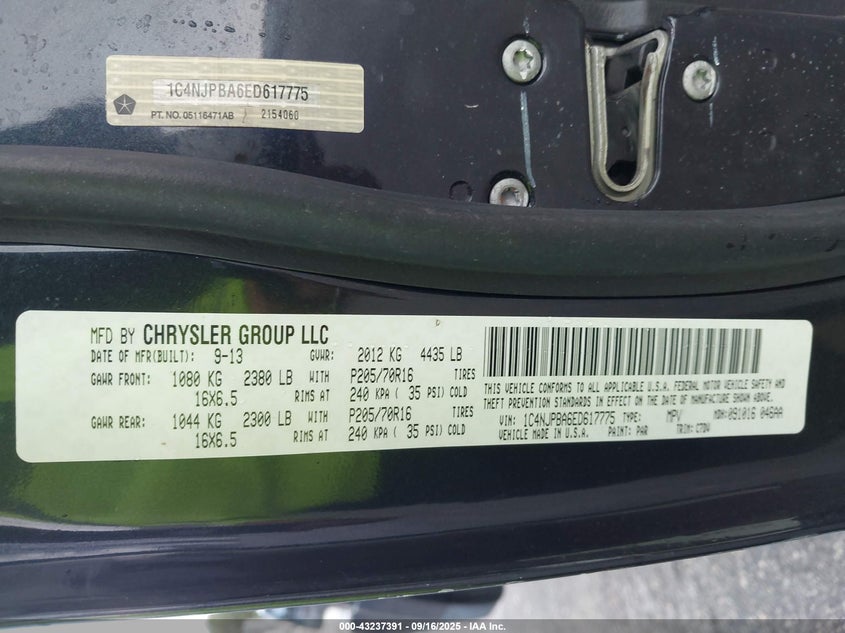 1C4NJPBA6ED617775
PT. NO. 05116471AB 2154060
MFD BY CHRYSLER GROUP LLC
DATE OF MFR(BUILT): 9-13 GVWR: 2012 KG 4435 LB
GAWR FRONT: 1080 KG 2380 LB WITH P205/70R16 TIRES
16X6.5 RIMS AT 240 KPA ( 35 PSI) COLD
GAWR REAR: 1044 KG 2300 LB WITH P205/70R16 TIRES
16X6.5 RIMS AT 240 KPA ( 35 PSI) COLD
THIS VEHICLE CONFORMS TO ALL APPLICABLE U.S.A. FEDERAL MOTOR VEHICLE SAFETY AND
THEFT PREVENTION STANDARDS IN EFFECT ON THE DATE OF MANUFACTURE SHOWN ABOVE.
VIN: 1C4NJPBA6ED617775 TYPE: MPV MDH:091016 046AA
VEHICLE MADE IN U.S.A. PAINT: PAR TRIM: C7DV
000-43237391 - 09/16/2025 - IAA Inc.